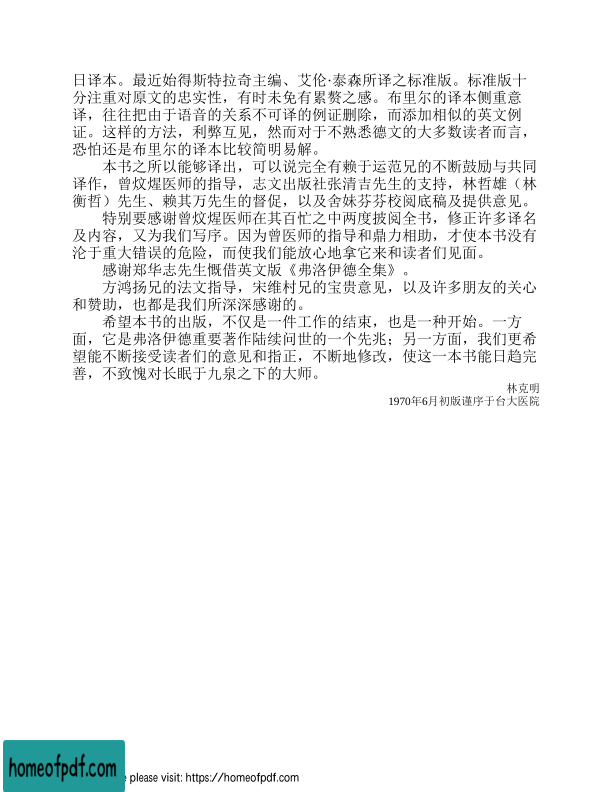 日译本。最近始得斯特拉奇主编、艾伦·泰森所译之标准版。标准版十
分注重对原文的忠实性，有时未免有累赘之感。布里尔的译本侧重意
译，往往把由于语音的关系不可译的例证删除，而添加相似的英文例
证。这样的方法，利弊互见，然而对于不熟悉德文的大多数读者而言，
恐怕还是布里尔的译本比较简明易解。
本书之所以能够译出，可以说完全有赖于运范兄的不断鼓励与共同
译作，曾炆煋医师的指导，志文出版社张清吉先生的支持，林哲雄（林
衡哲）先生、赖其万先生的督促，以及舍妹芬芬校阅底稿及提供意见。
特别要感谢曾炆煋医师在其百忙之中两度披阅全书，修正许多译名
及内容，又为我们写序。因为曾医师的指导和鼎力相助，才使本书没有
沦于重大错误的危险，而使我们能放心地拿它来和读者们见面。
感谢郑华志先生慨借英文版《弗洛伊德全集》。
方鸿扬兄的法文指导，宋维村兄的宝贵意见，以及许多朋友的关心
和赞助，也都是我们所深深感谢的。
希望本书的出版，不仅是一件工作的结束，也是一种开始。一方
面，它是弗洛伊德重要著作陆续问世的一个先兆；另一方面，我们更希
望能不断接受读者们的意见和指正，不断地修改，使这一本书能日趋完
善，不致愧对长眠于九泉之下的大师。
林克明
1970年6月初版谨序于台大医院
homeofpdf.com
e please visit: https://homeofpdf.com